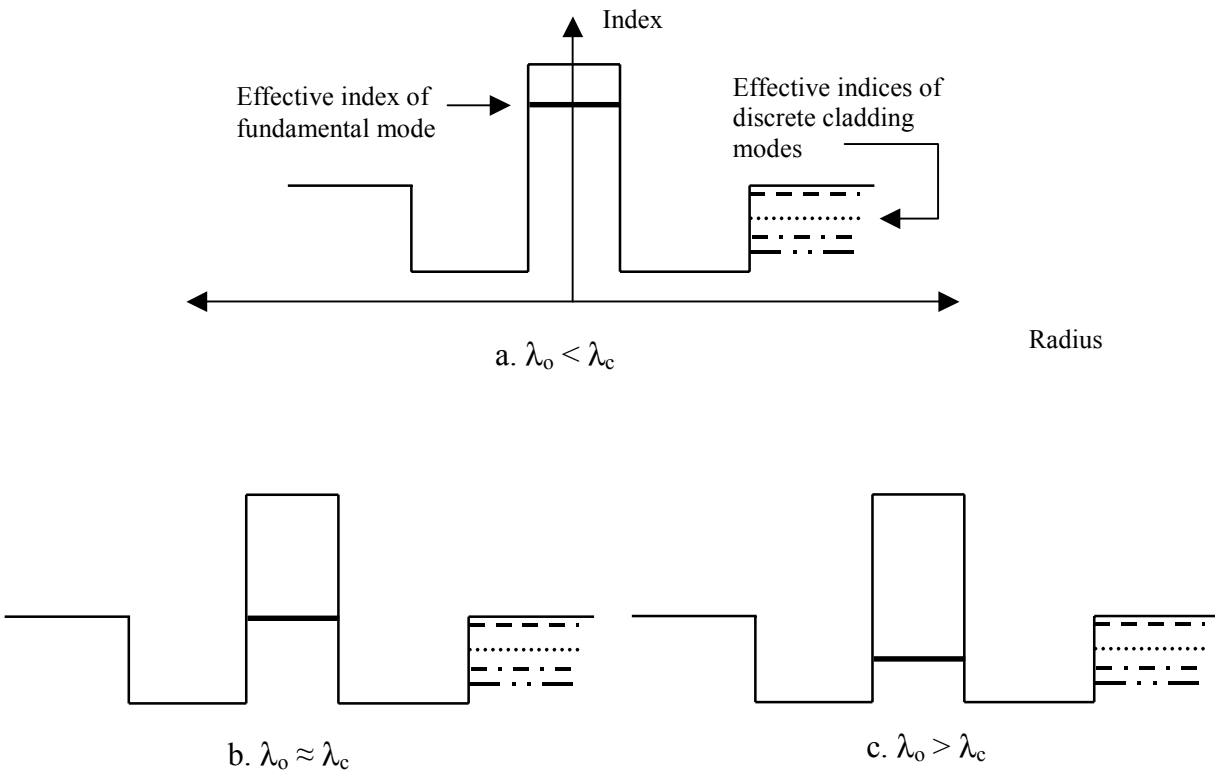 Index
Effective index of
fundamental mode
Effective indices of
discrete cladding
modes
Radius
a. λo < λc
b. λo ≈ λc
c. λo > λc